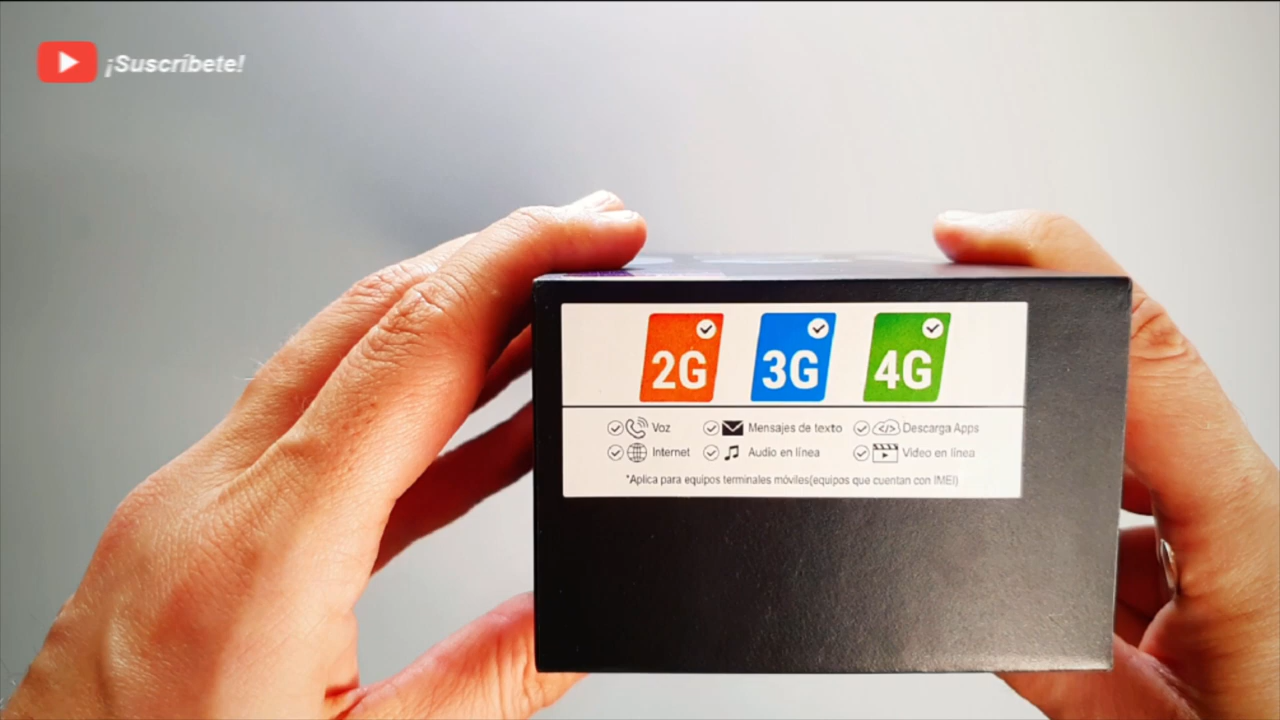 ¡Suscríbete!
2G 3G 4G
Voz Mensajes de texto Descarga Apps
Internet Audio en línea Video en línea
*Aplica para equipos terminales móviles(equipos que cuentan con IMEI)